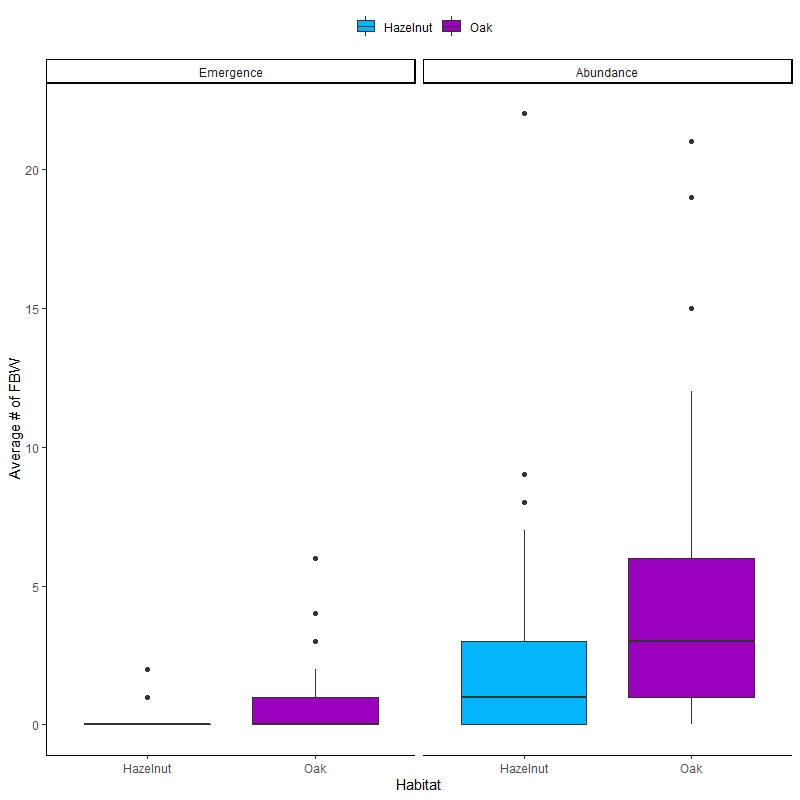 Hazelnut Oak
Emergence Abundance
20
15
10
5
0
Average # of FBW
Hazelnut Oak Hazelnut Oak
Habitat